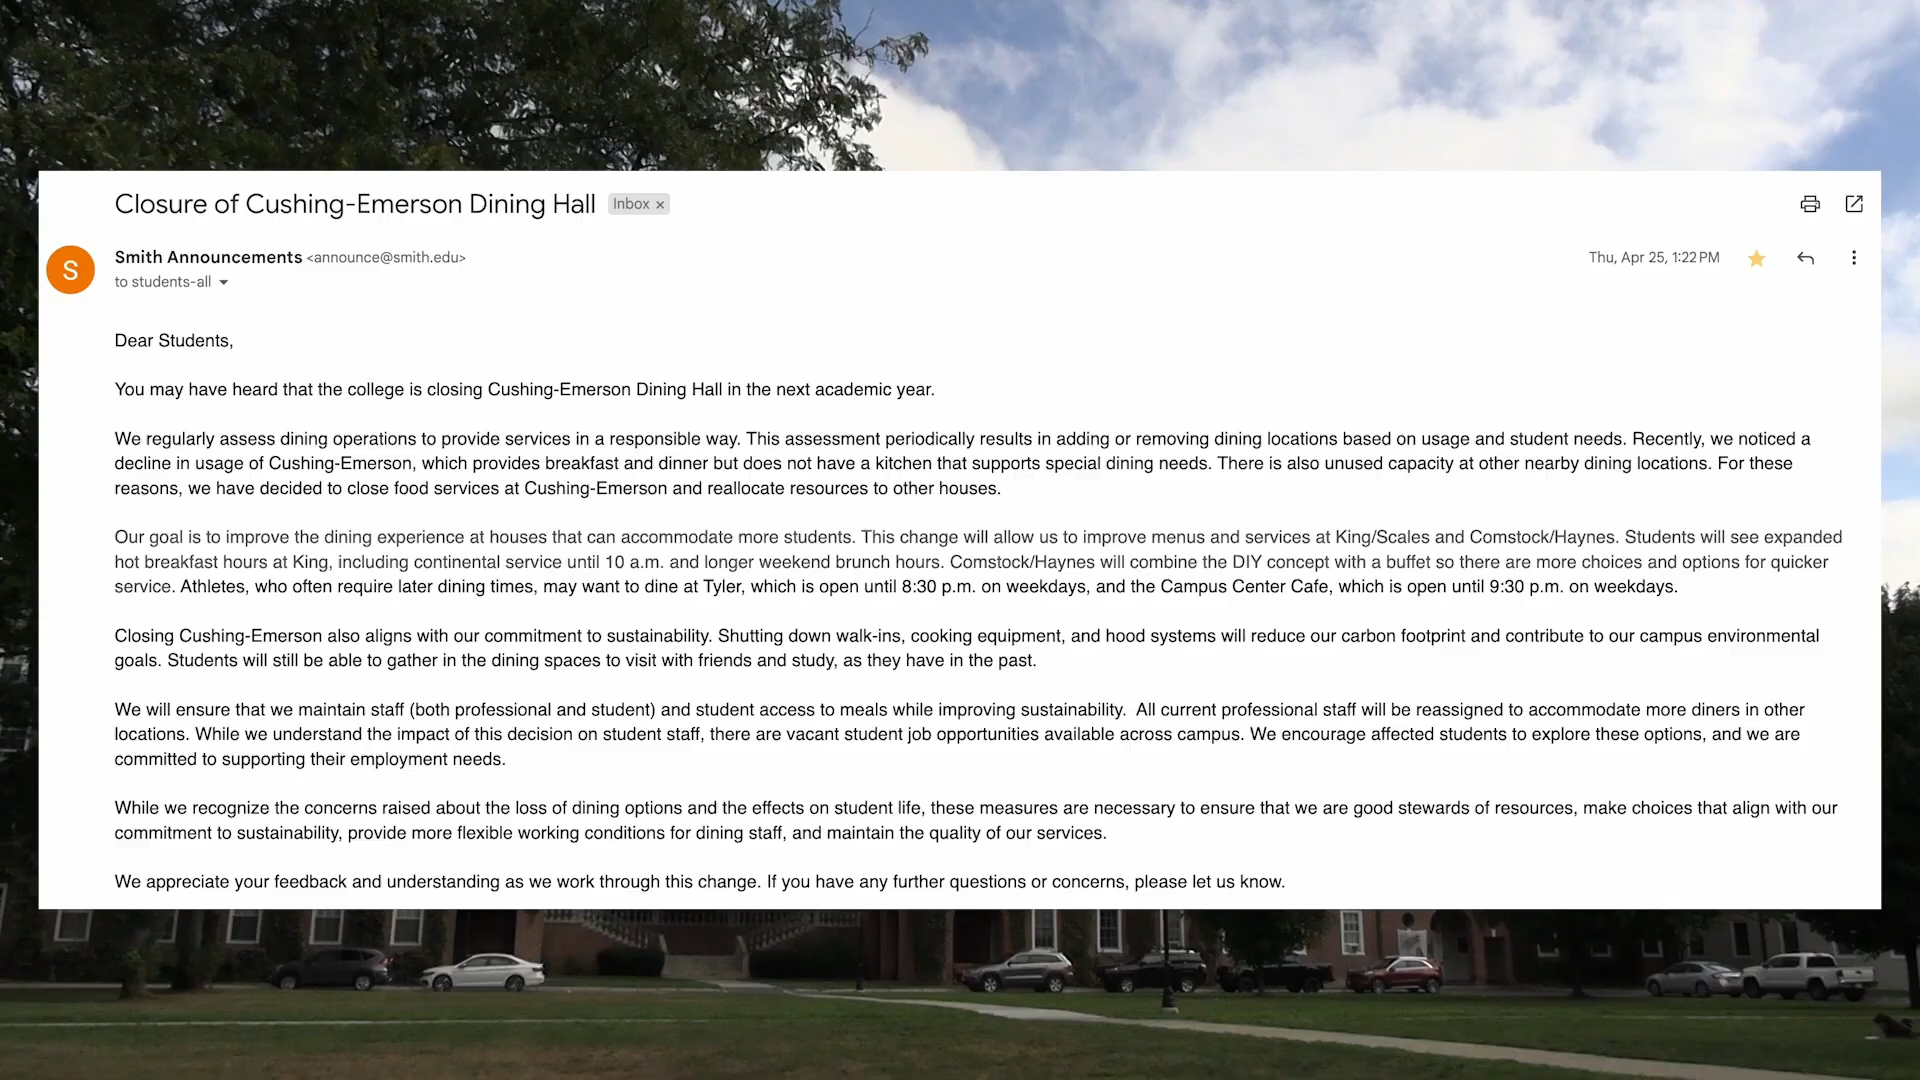 Closure of Cushing-Emerson Dining Hall Inbox x
S
Smith Announcements <announce@smith.edu> Thu, Apr 25, 1:22 PM
to students-all
Dear Students,
You may have heard that the college is closing Cushing-Emerson Dining Hall in the next academic year.
We regularly assess dining operations to provide services in a responsible way. This assessment periodically results in adding or removing dining locations based on usage and student needs. Recently, we noticed a
decline in usage of Cushing-Emerson, which provides breakfast and dinner but does not have a kitchen that supports special dining needs. There is also unused capacity at other nearby dining locations. For these
reasons, we have decided to close food services at Cushing-Emerson and reallocate resources to other houses.
Our goal is to improve the dining experience at houses that can accommodate more students. This change will allow us to improve menus and services at King/Scales and Comstock/Haynes. Students will see expanded
hot breakfast hours at King, including continental service until 10 a.m. and longer weekend brunch hours. Comstock/Haynes will combine the DIY concept with a buffet so there are more choices and options for quicker
service. Athletes, who often require later dining times, may want to dine at Tyler, which is open until 8:30 p.m. on weekdays, and the Campus Center Cafe, which is open until 9:30 p.m. on weekdays.
Closing Cushing-Emerson also aligns with our commitment to sustainability. Shutting down walk-ins, cooking equipment, and hood systems will reduce our carbon footprint and contribute to our campus environmental
goals. Students will still be able to gather in the dining spaces to visit with friends and study, as they have in the past.
We will ensure that we maintain staff (both professional and student) and student access to meals while improving sustainability. All current professional staff will be reassigned to accommodate more diners in other
locations. While we understand the impact of this decision on student staff, there are vacant student job opportunities available across campus. We encourage affected students to explore these options, and we are
committed to supporting their employment needs.
While we recognize the concerns raised about the loss of dining options and the effects on student life, these measures are necessary to ensure that we are good stewards of resources, make choices that align with our
commitment to sustainability, provide more flexible working conditions for dining staff, and maintain the quality of our services.
We appreciate your feedback and understanding as we work through this change. If you have any further questions or concerns, please let us know.